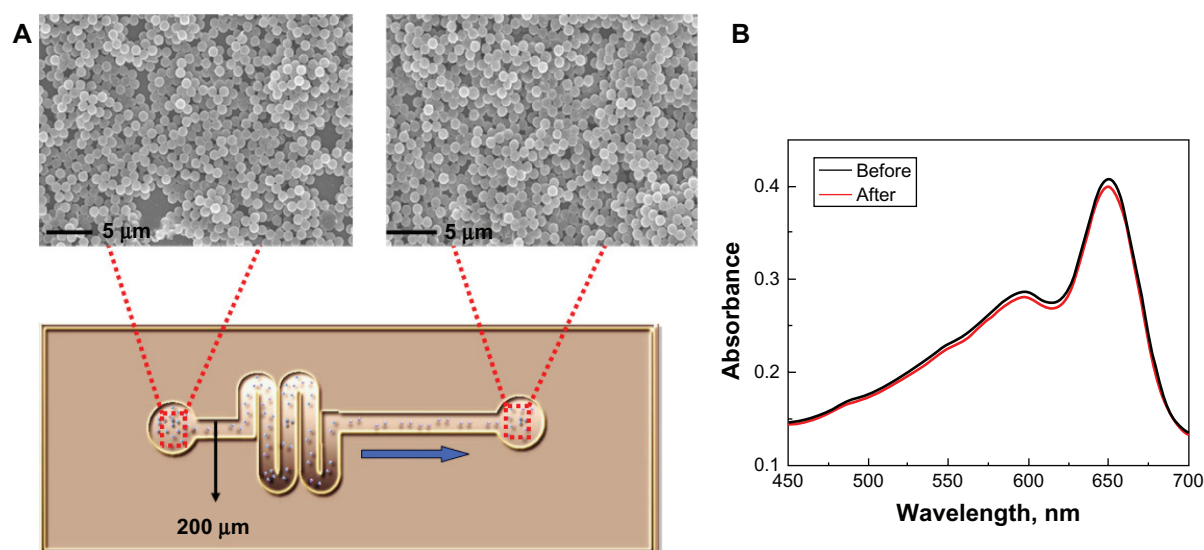 A
5 μm
5 μm
200 μm
B
Before
After
Absorbance
0.4
0.3
0.2
0.1
450
500
550
600
650
700
Wavelength, nm